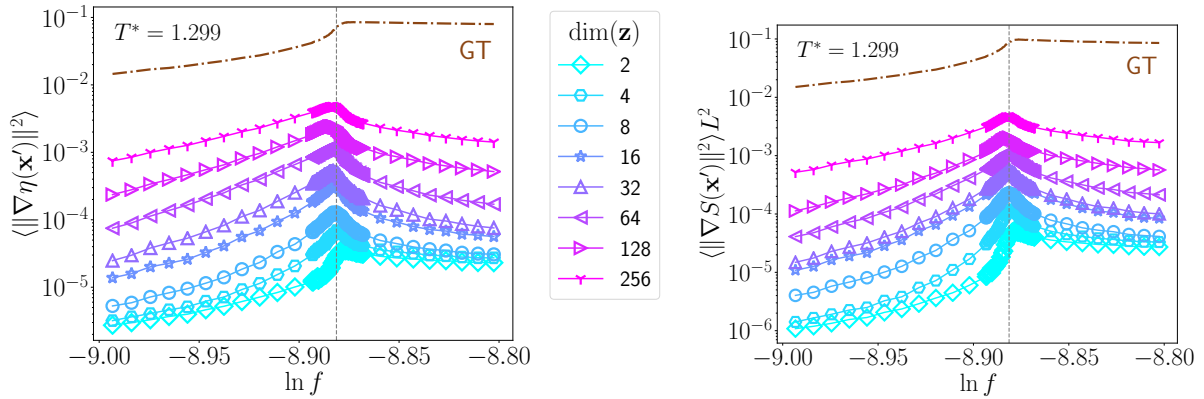 10⁻¹
10⁻²
10⁻³
10⁻⁴
10⁻⁵
⟨||∇η(x′)||²⟩
T* = 1.299
GT
−9.00 −8.95 −8.90 −8.85 −8.80
ln f
dim(z)
2
4
8
16
32
64
128
256
10⁻¹
10⁻²
10⁻³
10⁻⁴
10⁻⁵
10⁻⁶
⟨||∇S(x′)||²⟩L²
T* = 1.299
GT
−9.00 −8.95 −8.90 −8.85 −8.80
ln f